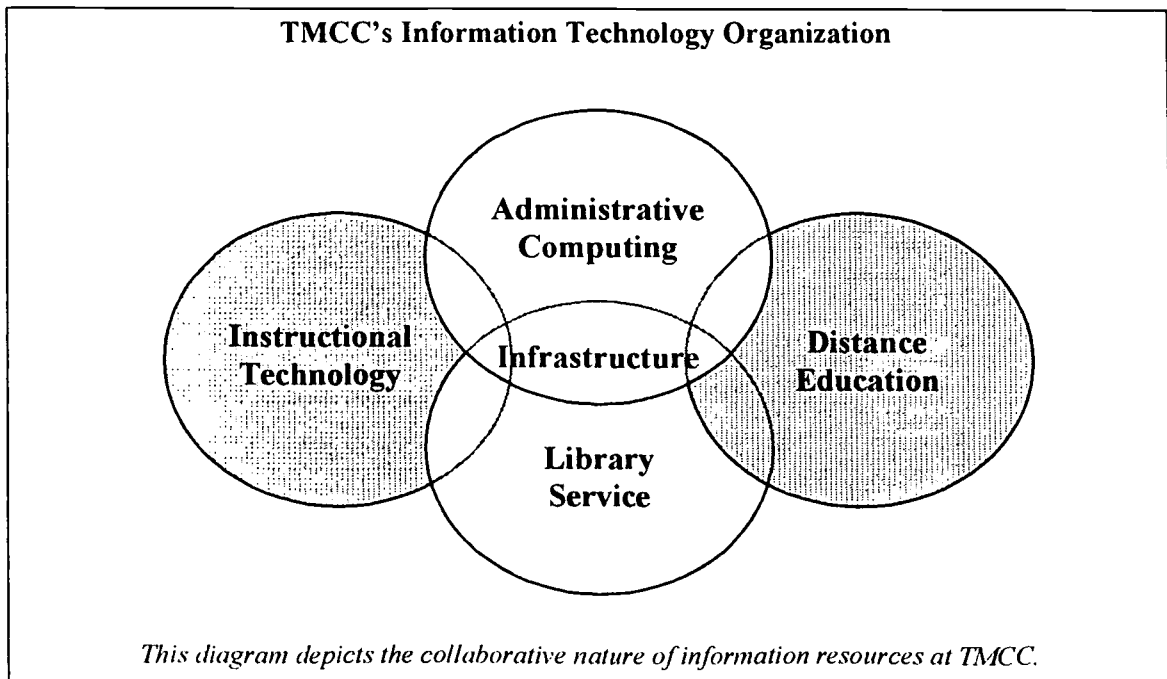 TMCC's Information Technology Organization
Administrative
Computing
Instructional
Technology
Infrastructure
Distance
Education
Library
Service
This diagram depicts the collaborative nature of information resources at TMCC.